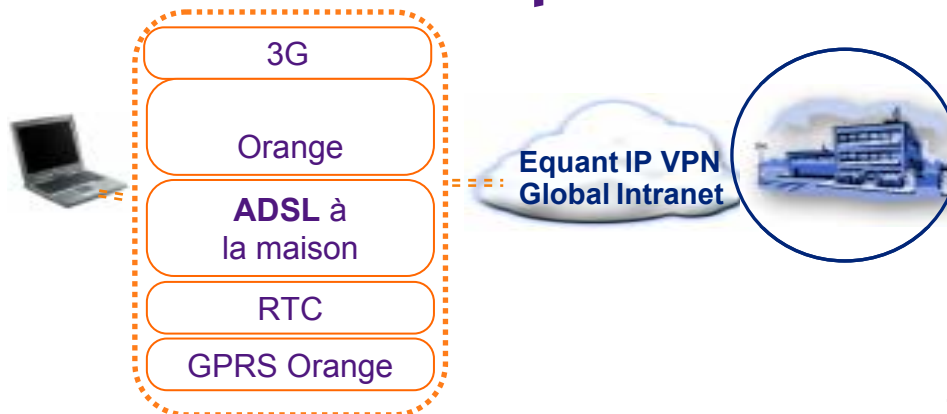 3G
Orange
ADSL à
la maison
RTC
GPRS Orange
Equant IP VPN
Global Intranet